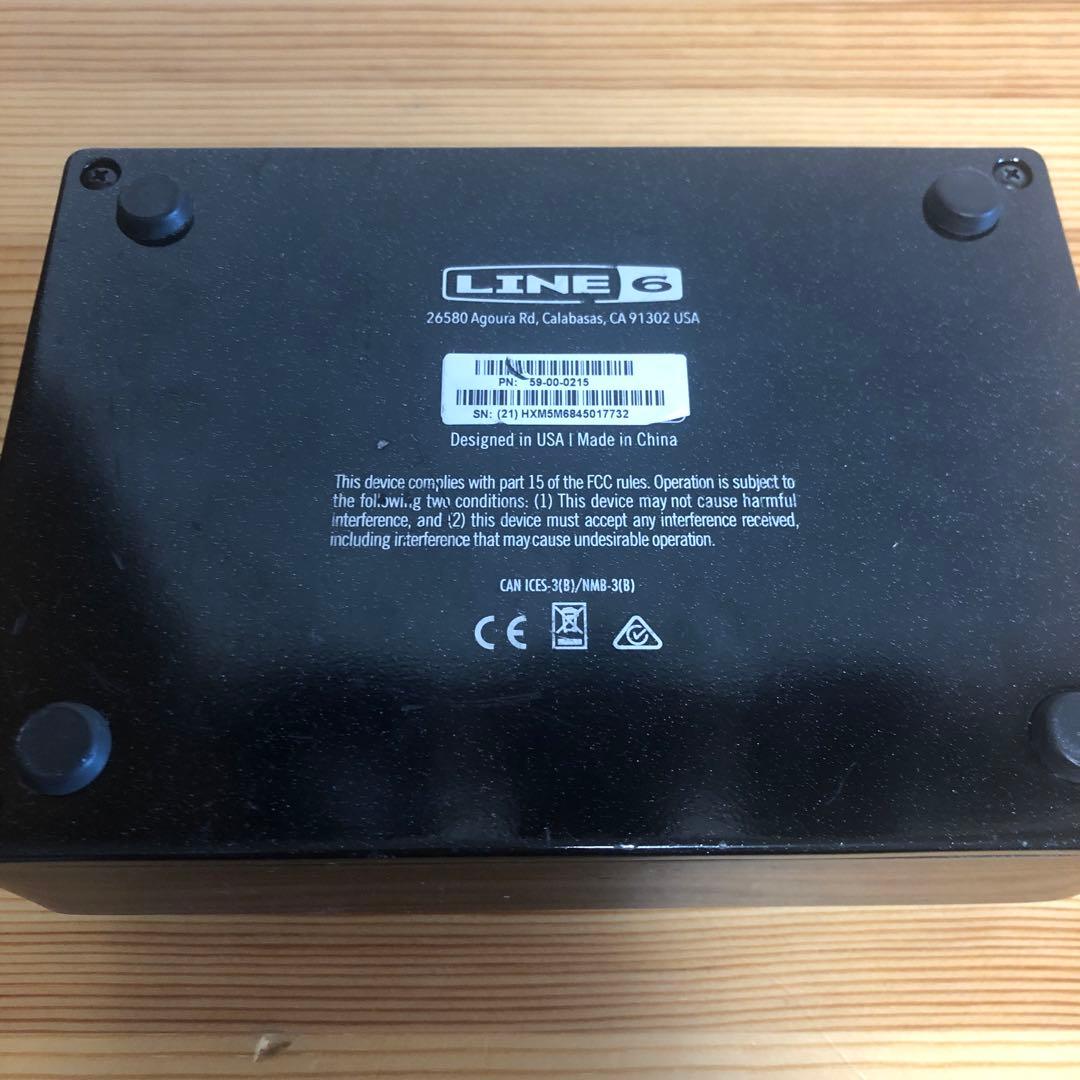 LINE 6
26580 Agoura Rd, Calabasas, CA 91302 USA
PN: 59-00-0215
SN: (21) HXM5M6845017732
Designed in USA | Made in China
This device complies with part 15 of the FCC rules. Operation is subject to
the following two conditions: (1) This device may not cause harmful
interference, and (2) this device must accept any interference received,
including interference that may cause undesirable operation.
CAN ICES-3(B)/NMB-3(B)
CE